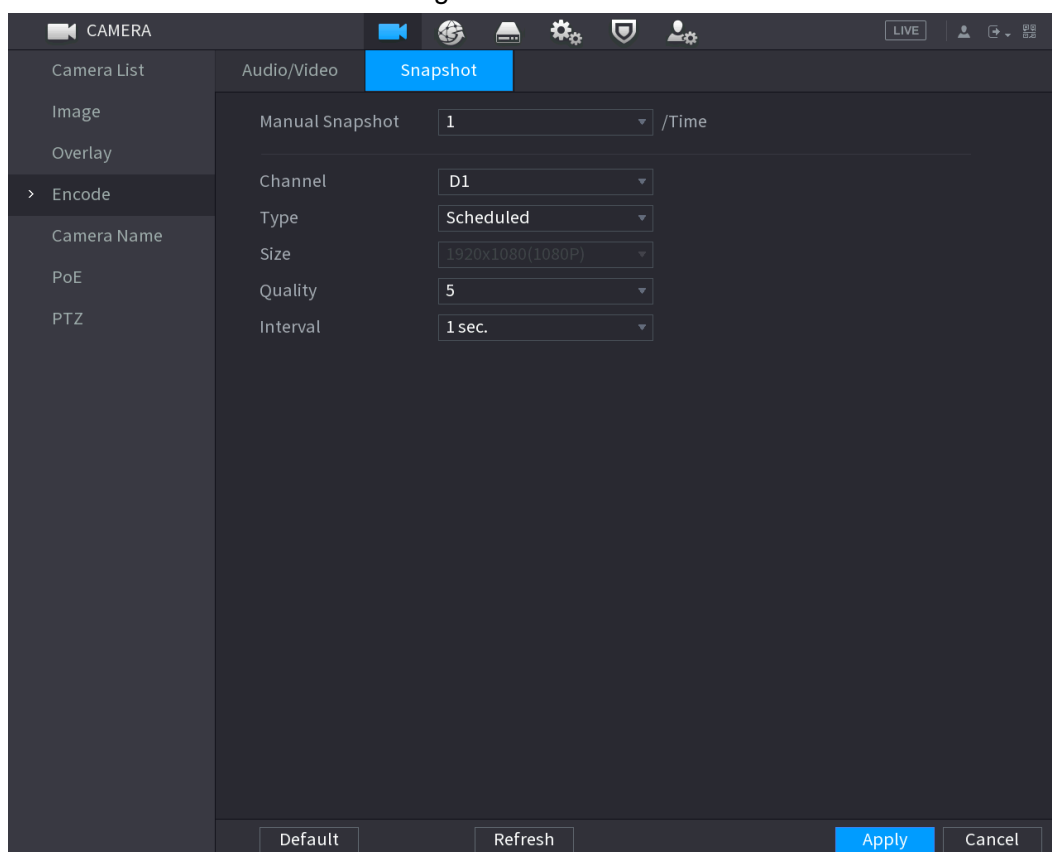 CAMERA LIVE
Camera List Audio/Video Snapshot
Image Manual Snapshot 1 /Time
Overlay
Channel D1
> Encode
Type Scheduled
Camera Name
Size 1920x1080(1080P)
PoE
Quality 5
PTZ
Interval 1 sec.
Default Refresh Apply Cancel